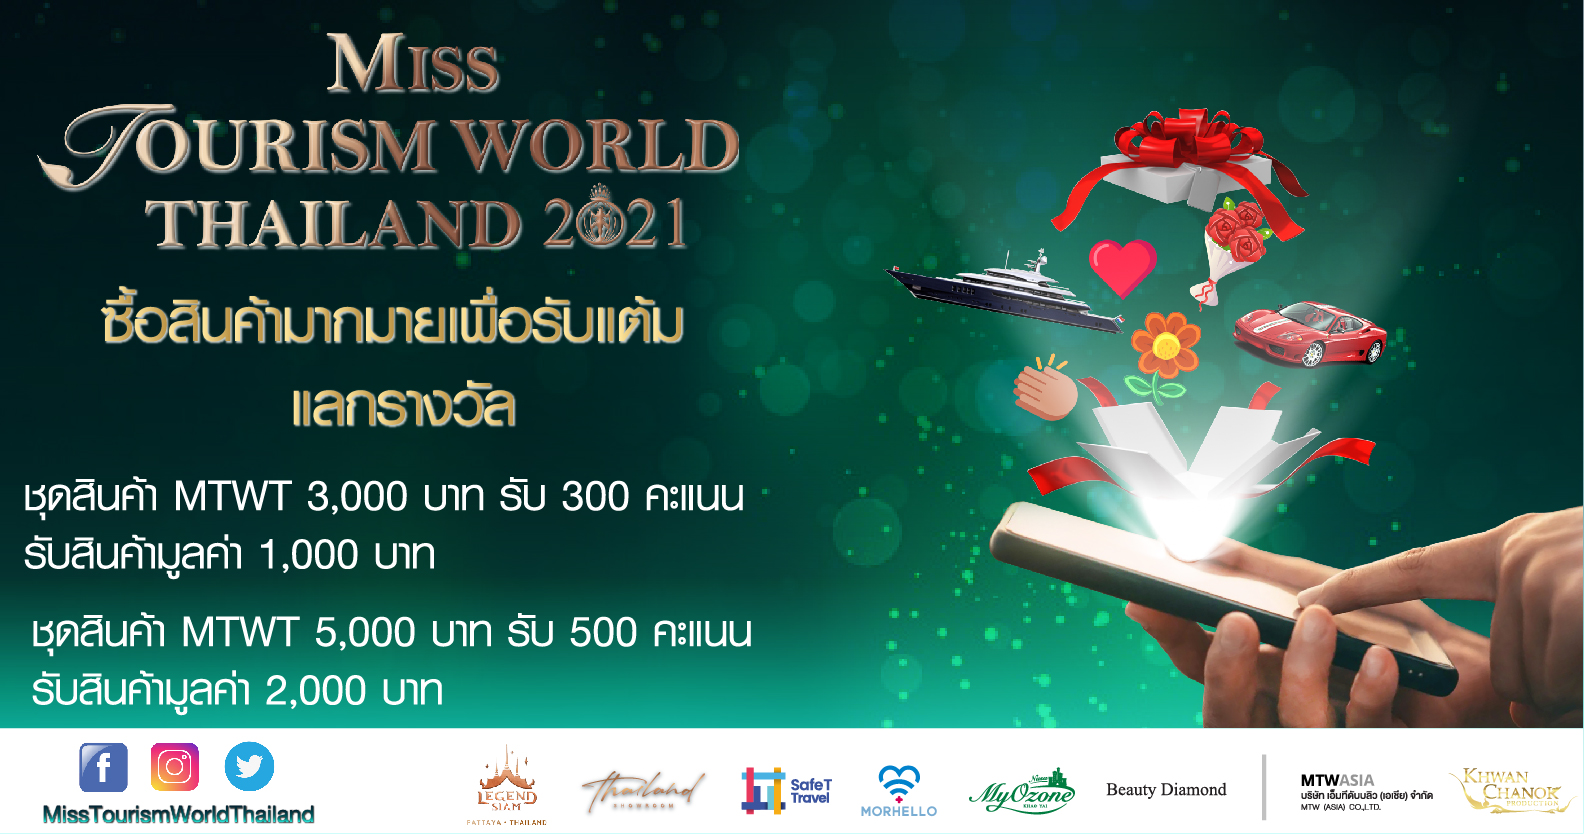 MISS
TOURISM WORLD
THAILAND 2021
ซื้อสินค้ามากมายเพื่อรับแต้ม
แลกรางวัล
ชุดสินค้า MTWT 3,000 บาท รับ 300 คะแนน
รับสินค้ามูลค่า 1,000 บาท
ชุดสินค้า MTWT 5,000 บาท รับ 500 คะแนน
รับสินค้ามูลค่า 2,000 บาท
MissTourismWorldThailand
LEGEND
SIAM
PATTAYA • THAILAND
Thailand
SHOWROOM
SafeT
Travel
MORHELLO
New
MyOzone
KHAO YAI
Beauty Diamond
MTWASIA
บริษัท เอ็มทีดับบลิว (เอเชีย) จำกัด
MTW (ASIA) CO.,LTD.
KHWAN
CHANOK
PRODUCTION